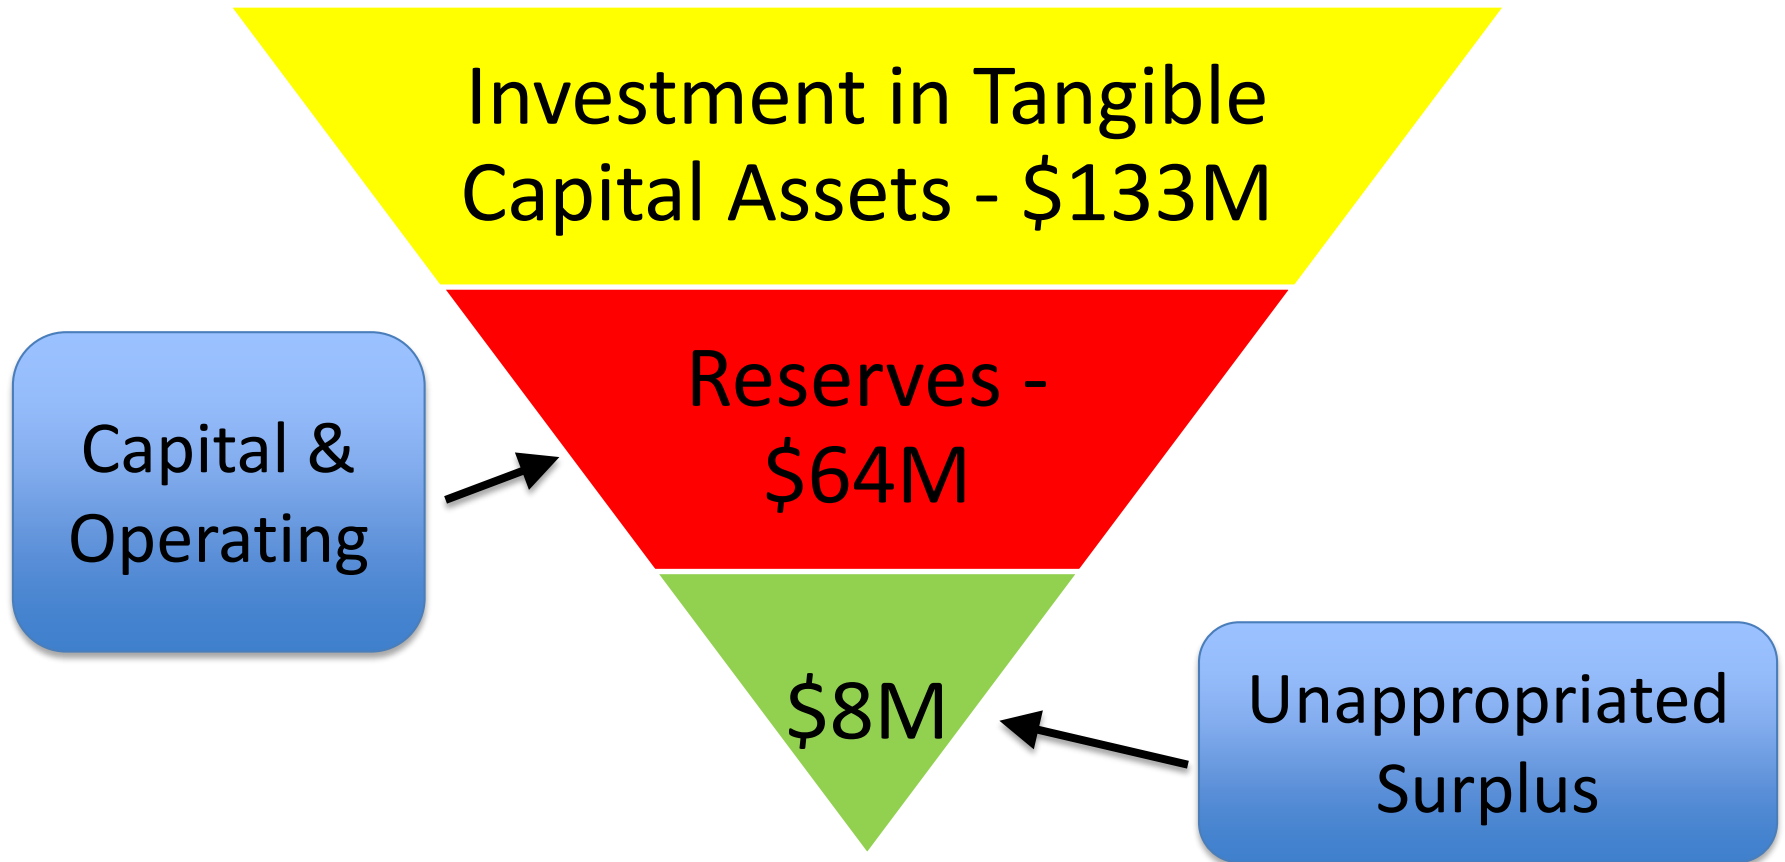 Investment in Tangible
Capital Assets - $133M
Reserves -
$64M
Capital &
Operating
$8M
Unappropriated
Surplus